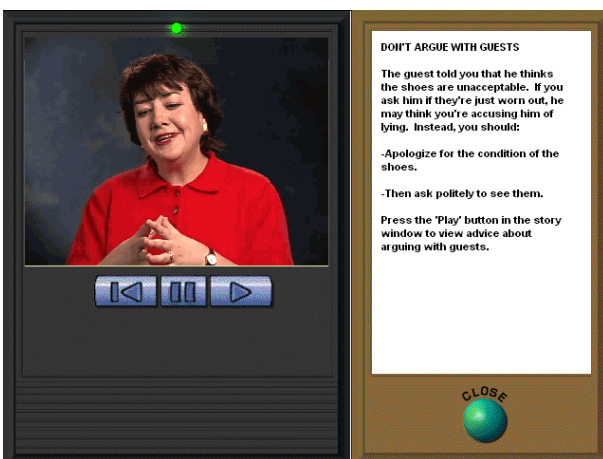 DON'T ARGUE WITH GUESTS
The guest told you that he thinks
the shoes are unacceptable. If you
ask him if they're just worn out, he
may think you're accusing him of
lying. Instead, you should:
-Apologize for the condition of the
shoes.
-Then ask politely to see them.
Press the 'Play' button in the story
window to view advice about
arguing with guests.
CLOSE